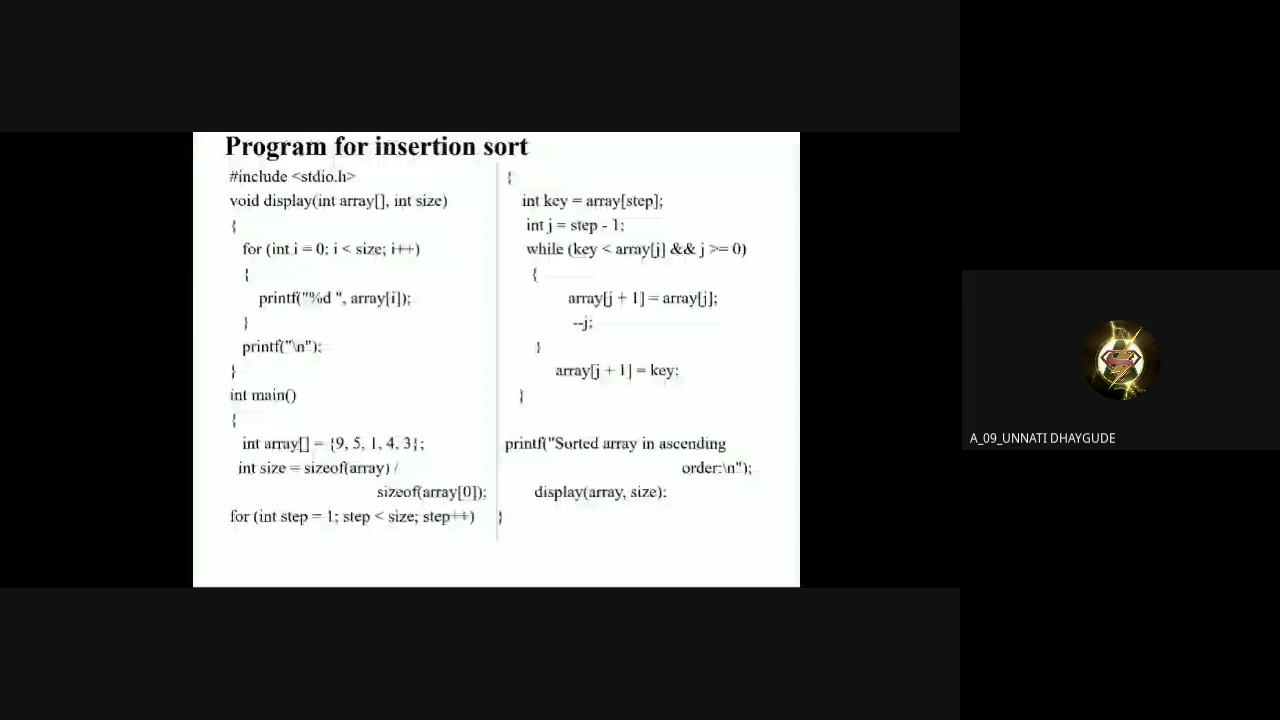 Program for insertion sort
#include <stdio.h>
void display(int array[], int size)
{
for (int i = 0; i < size; i++)
{
printf("%d ", array[i]);
}
printf("\n");
}
int main()
{
int array[] = {9, 5, 1, 4, 3};
int size = sizeof(array) /
sizeof(array[0]);
for (int step = 1; step < size; step++)
{
int key = array[step];
int j = step - 1;
while (key < array[j] && j >= 0)
{
array[j + 1] = array[j];
--j;
}
array[j + 1] = key;
}
printf("Sorted array in ascending
order:\n");
display(array, size);
}
A_09_UNNATI DHAYGUDE